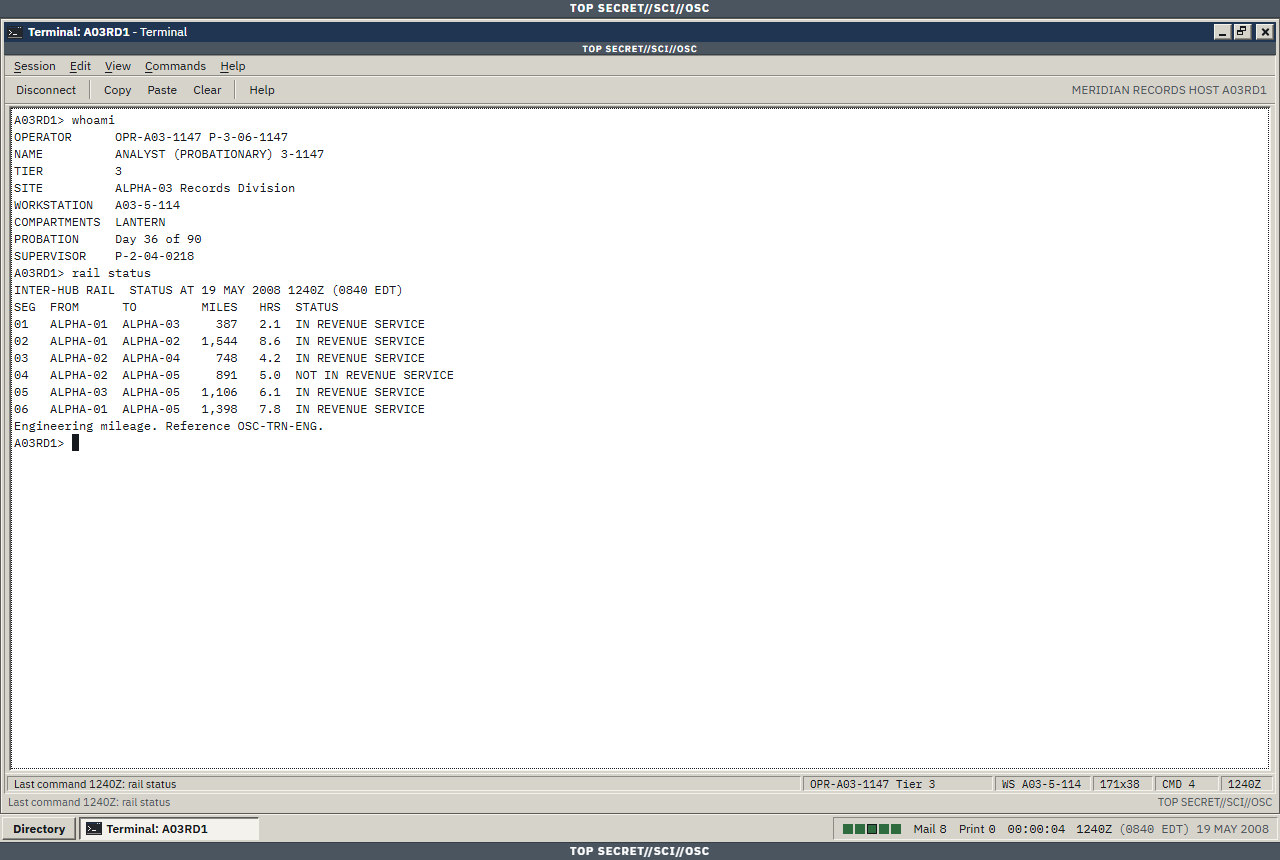 TOP SECRET//SCI//OSC
Terminal: A03RD1 - Terminal
TOP SECRET//SCI//OSC
Session Edit View Commands Help
Disconnect Copy Paste Clear Help MERIDIAN RECORDS HOST A03RD1
A03RD1> whoami
OPERATOR OPR-A03-1147 P-3-06-1147
NAME ANALYST (PROBATIONARY) 3-1147
TIER 3
SITE ALPHA-03 Records Division
WORKSTATION A03-5-114
COMPARTMENTS LANTERN
PROBATION Day 36 of 90
SUPERVISOR P-2-04-0218
A03RD1> rail status
INTER-HUB RAIL STATUS AT 19 MAY 2008 1240Z (0840 EDT)
SEG FROM TO MILES HRS STATUS
01 ALPHA-01 ALPHA-03 387 2.1 IN REVENUE SERVICE
02 ALPHA-01 ALPHA-02 1,544 8.6 IN REVENUE SERVICE
03 ALPHA-02 ALPHA-04 748 4.2 IN REVENUE SERVICE
04 ALPHA-02 ALPHA-05 891 5.0 NOT IN REVENUE SERVICE
05 ALPHA-03 ALPHA-05 1,106 6.1 IN REVENUE SERVICE
06 ALPHA-01 ALPHA-05 1,398 7.8 IN REVENUE SERVICE
Engineering mileage. Reference OSC-TRN-ENG.
A03RD1>
Last command 1240Z: rail status OPR-A03-1147 Tier 3 WS A03-5-114 171x38 CMD 4 1240Z
Last command 1240Z: rail status TOP SECRET//SCI//OSC
Directory Terminal: A03RD1 Mail 8 Print 0 00:00:04 1240Z (0840 EDT) 19 MAY 2008
TOP SECRET//SCI//OSC